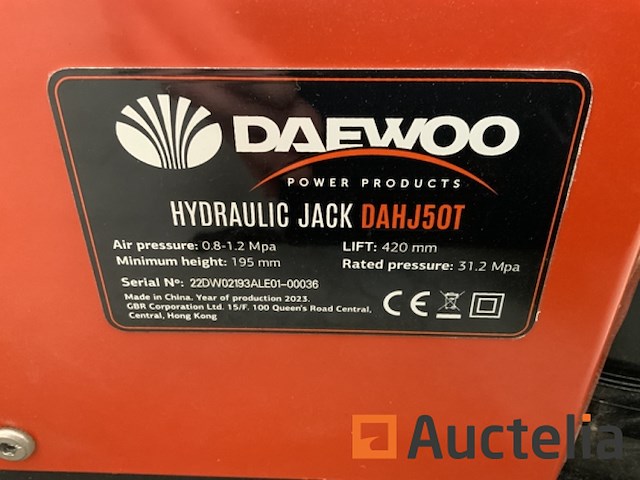 DAEWOO
POWER PRODUCTS
HYDRAULIC JACK DAHJ50T
Air pressure: 0.8-1.2 Mpa LIFT: 420 mm
Minimum height: 195 mm Rated pressure: 31.2 Mpa
Serial №: 22DW02193ALE01-00036
Made in China. Year of production 2023.
GBR Corporation Ltd. 15/F. 100 Queen's Road Central,
Central, Hong Kong
CE
Auctelia